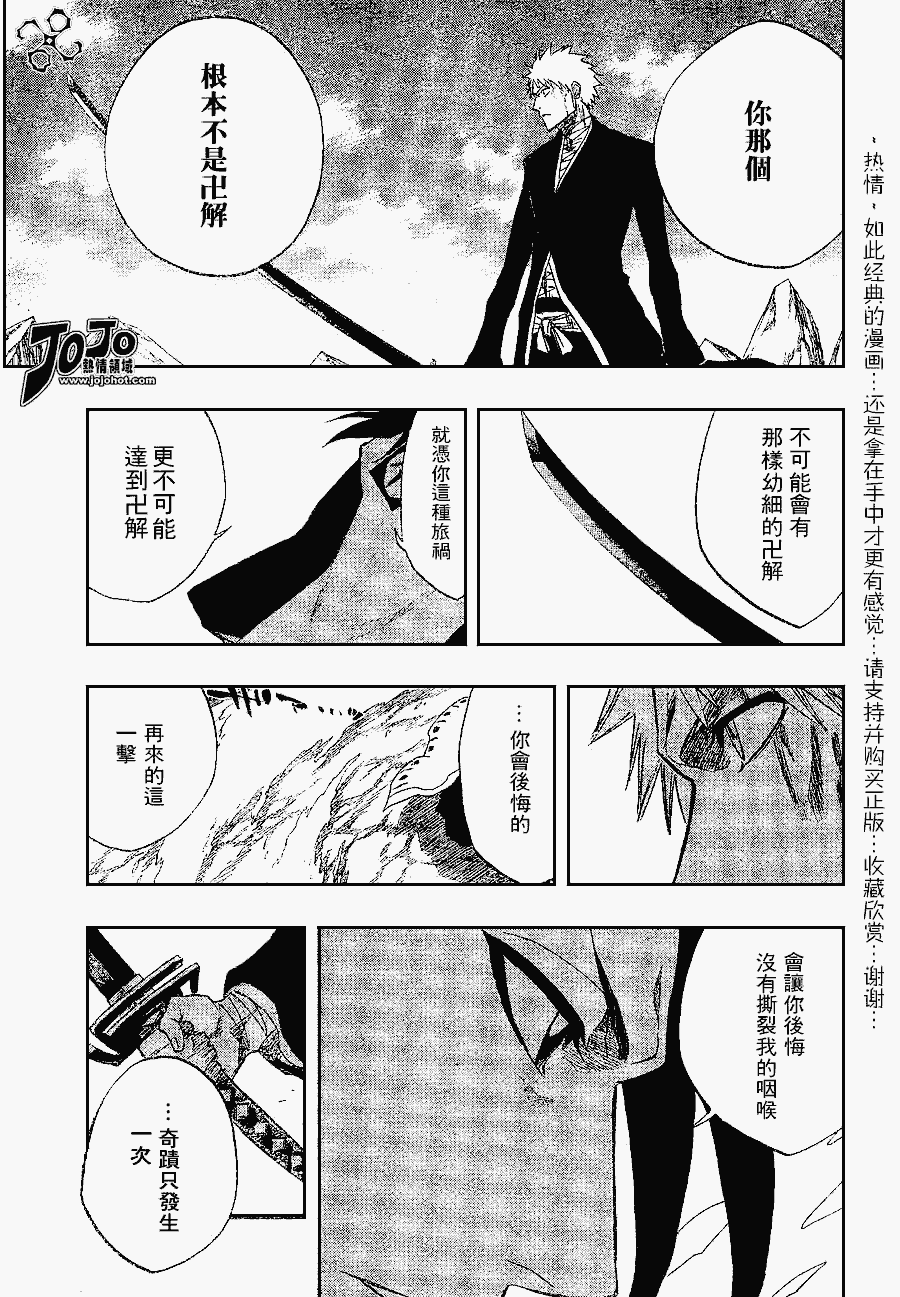 你那個
根本不是卍解
不可能會有
那樣幼細的卍解
就憑你這種旅禍
更不可能
達到卍解
…你會後悔的
再來的這
一擊
會讓你後悔
沒有撕裂我的咽喉
…奇蹟只發生
一次
JOJO
熱情領域
www.jojohot.com
~热情~如此经典的漫画…还是拿在手中才更有感觉…请支持并购买正版…收藏欣赏…谢谢…